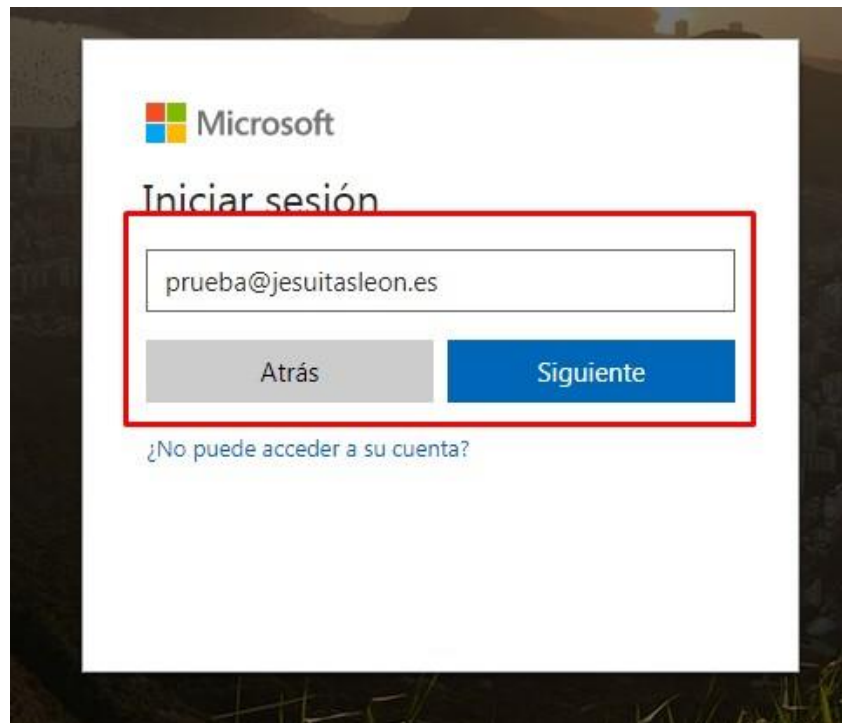 Microsoft
Iniciar sesión
prueba@jesuitasleon.es
Atrás Siguiente
¿No puede acceder a su cuenta?